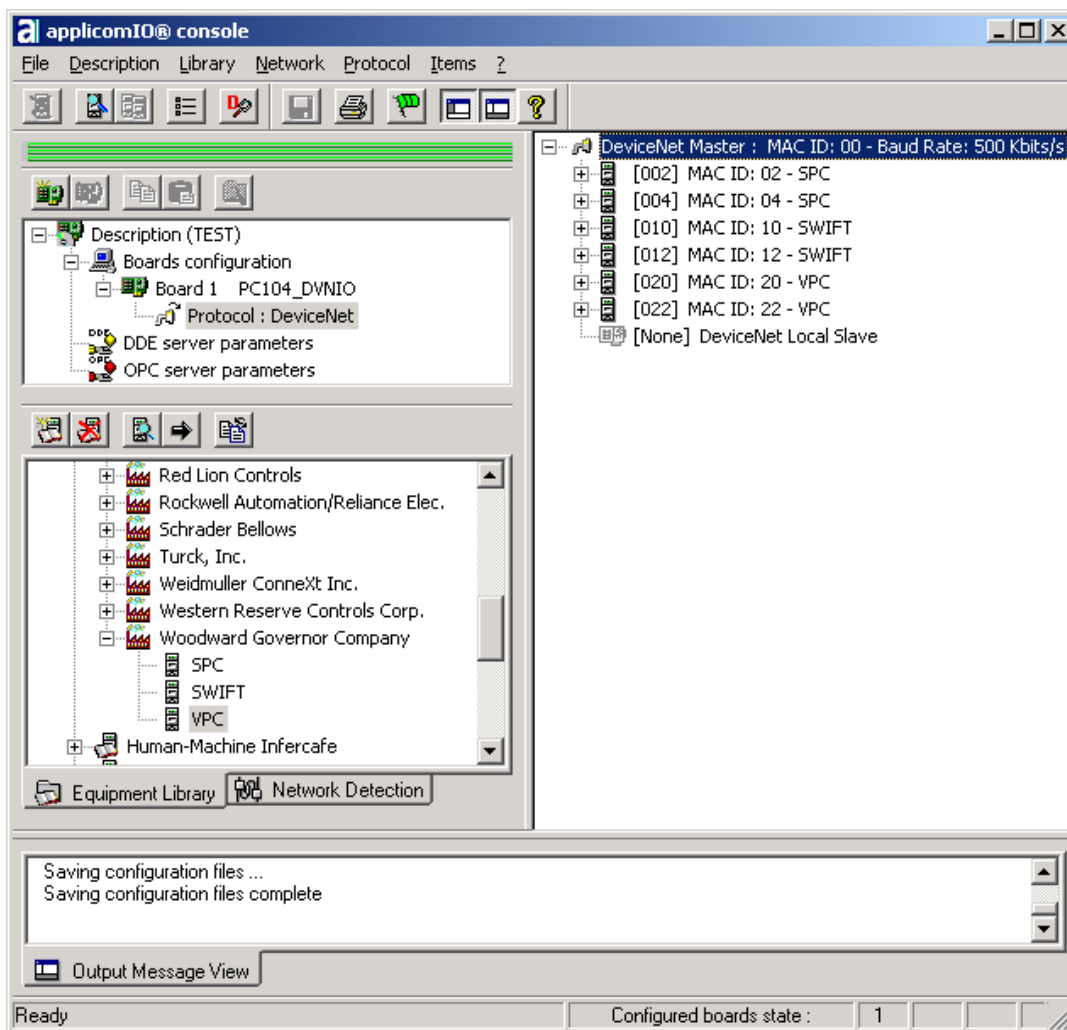 applicomIO® console
File Description Library Network Protocol Items ?
Description (TEST)
Boards configuration
Board 1 PC104_DVNIO
Protocol : DeviceNet
DDE server parameters
OPC server parameters
Red Lion Controls
Rockwell Automation/Reliance Elec.
Schrader Bellows
Turck, Inc.
Weidmuller ConneXt Inc.
Western Reserve Controls Corp.
Woodward Governor Company
SPC
SWIFT
VPC
Human-Machine Infercafe
Equipment Library Network Detection
DeviceNet Master : MAC ID: 00 - Baud Rate: 500 Kbits/s
[002] MAC ID: 02 - SPC
[004] MAC ID: 04 - SPC
[010] MAC ID: 10 - SWIFT
[012] MAC ID: 12 - SWIFT
[020] MAC ID: 20 - VPC
[022] MAC ID: 22 - VPC
[None] DeviceNet Local Slave
Saving configuration files ...
Saving configuration files complete
Output Message View
Ready
Configured boards state : 1